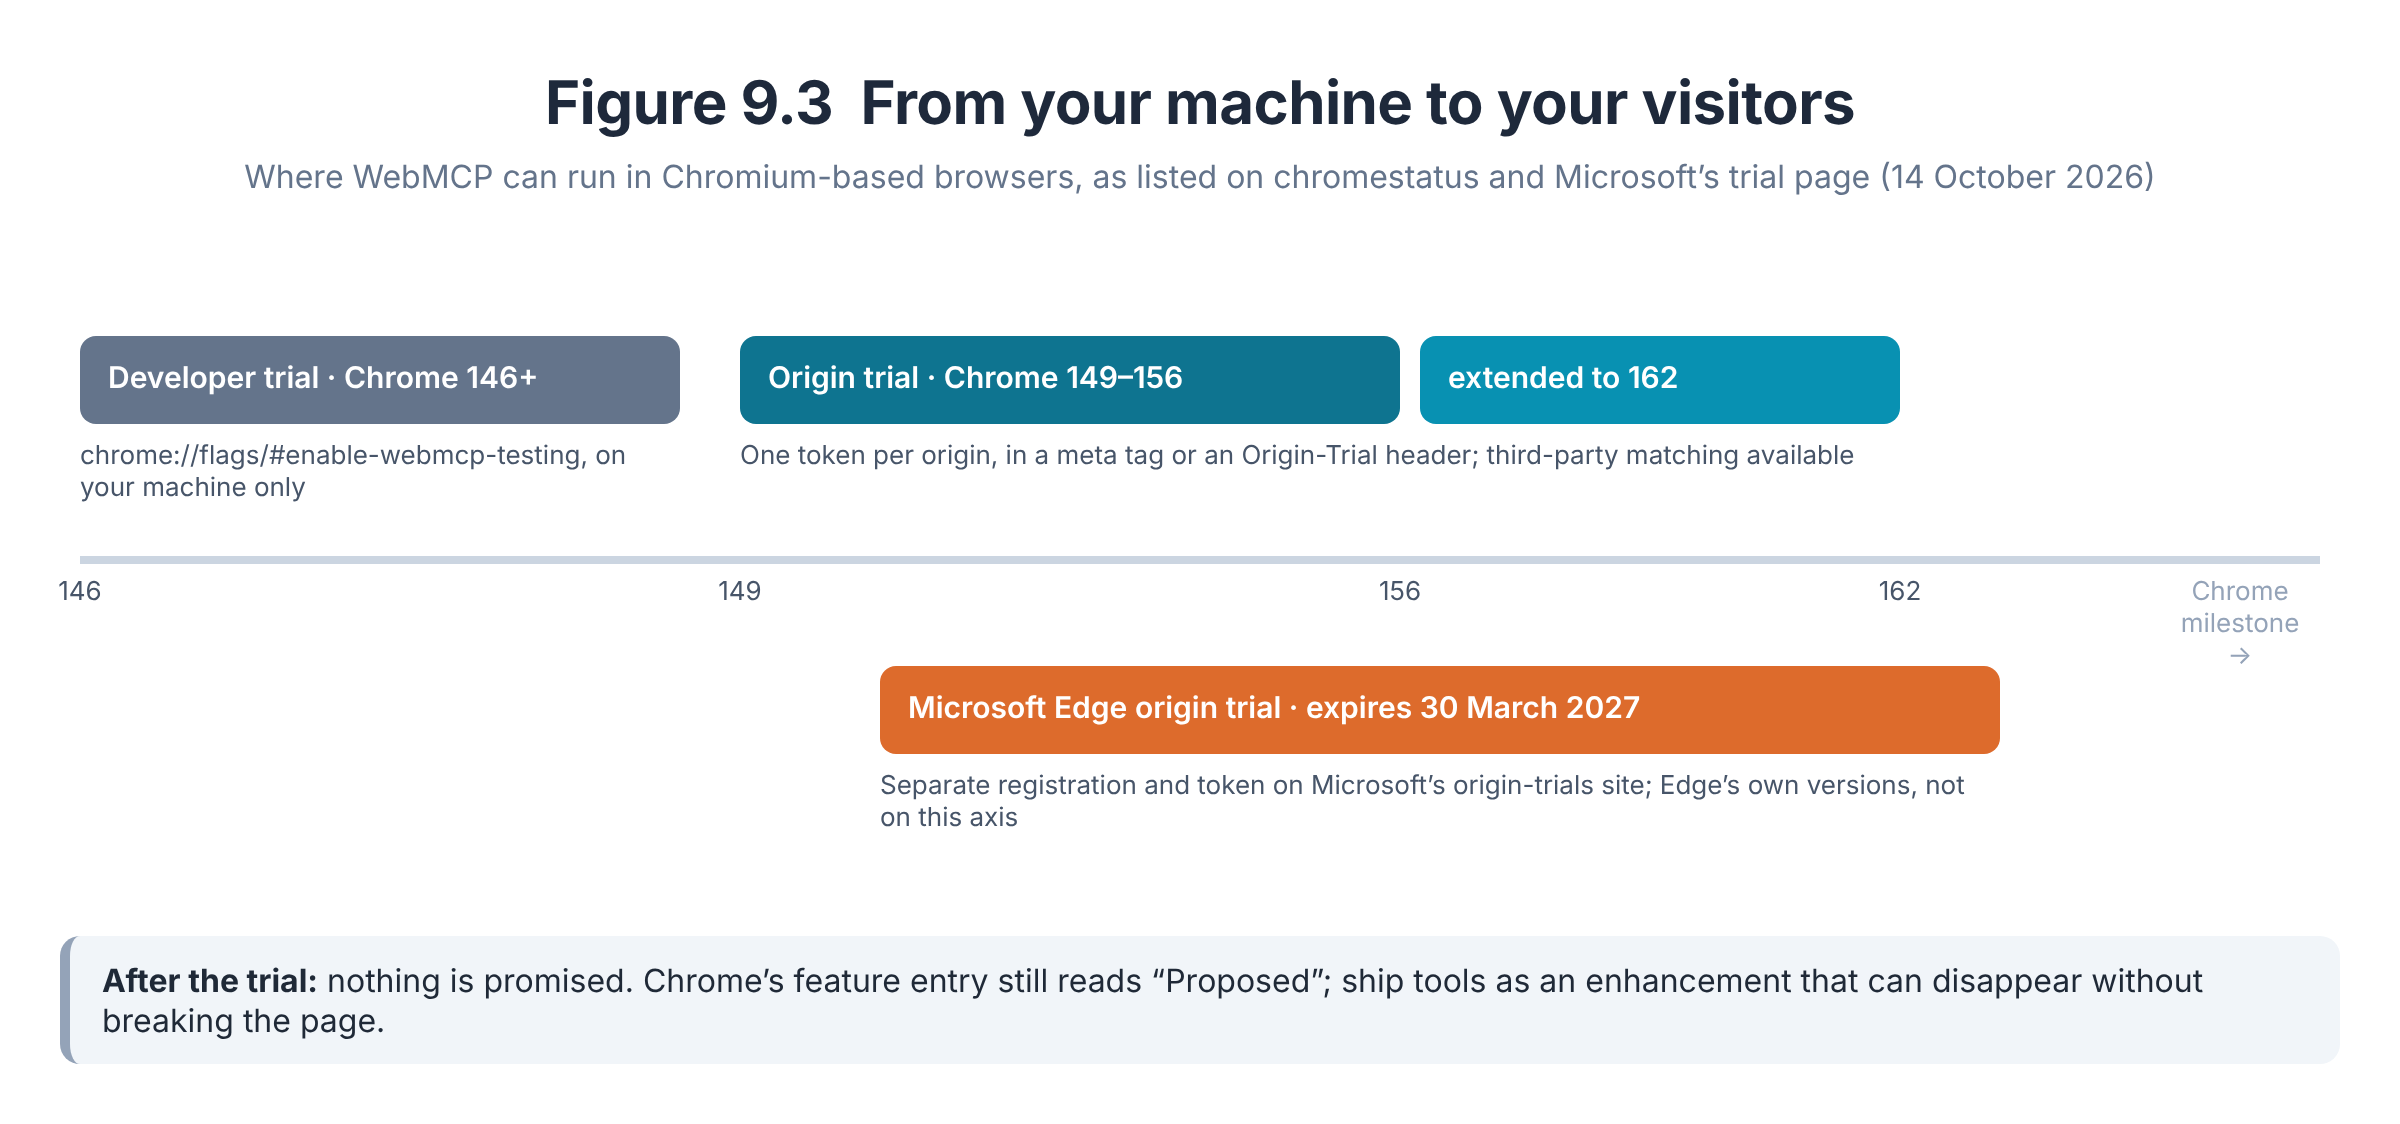 Figure 9.3 From your machine to your visitors
Where WebMCP can run in Chromium-based browsers, as listed on chromestatus and Microsoft’s trial page (14 October 2026)
Developer trial · Chrome 146+
Origin trial · Chrome 149–156
extended to 162
chrome://flags/#enable-webmcp-testing, on
your machine only
One token per origin, in a meta tag or an Origin-Trial header; third-party matching available
146
149
156
162
Chrome
milestone
→
Microsoft Edge origin trial · expires 30 March 2027
Separate registration and token on Microsoft’s origin-trials site; Edge’s own versions, not
on this axis
After the trial: nothing is promised. Chrome’s feature entry still reads “Proposed”; ship tools as an enhancement that can disappear without
breaking the page.